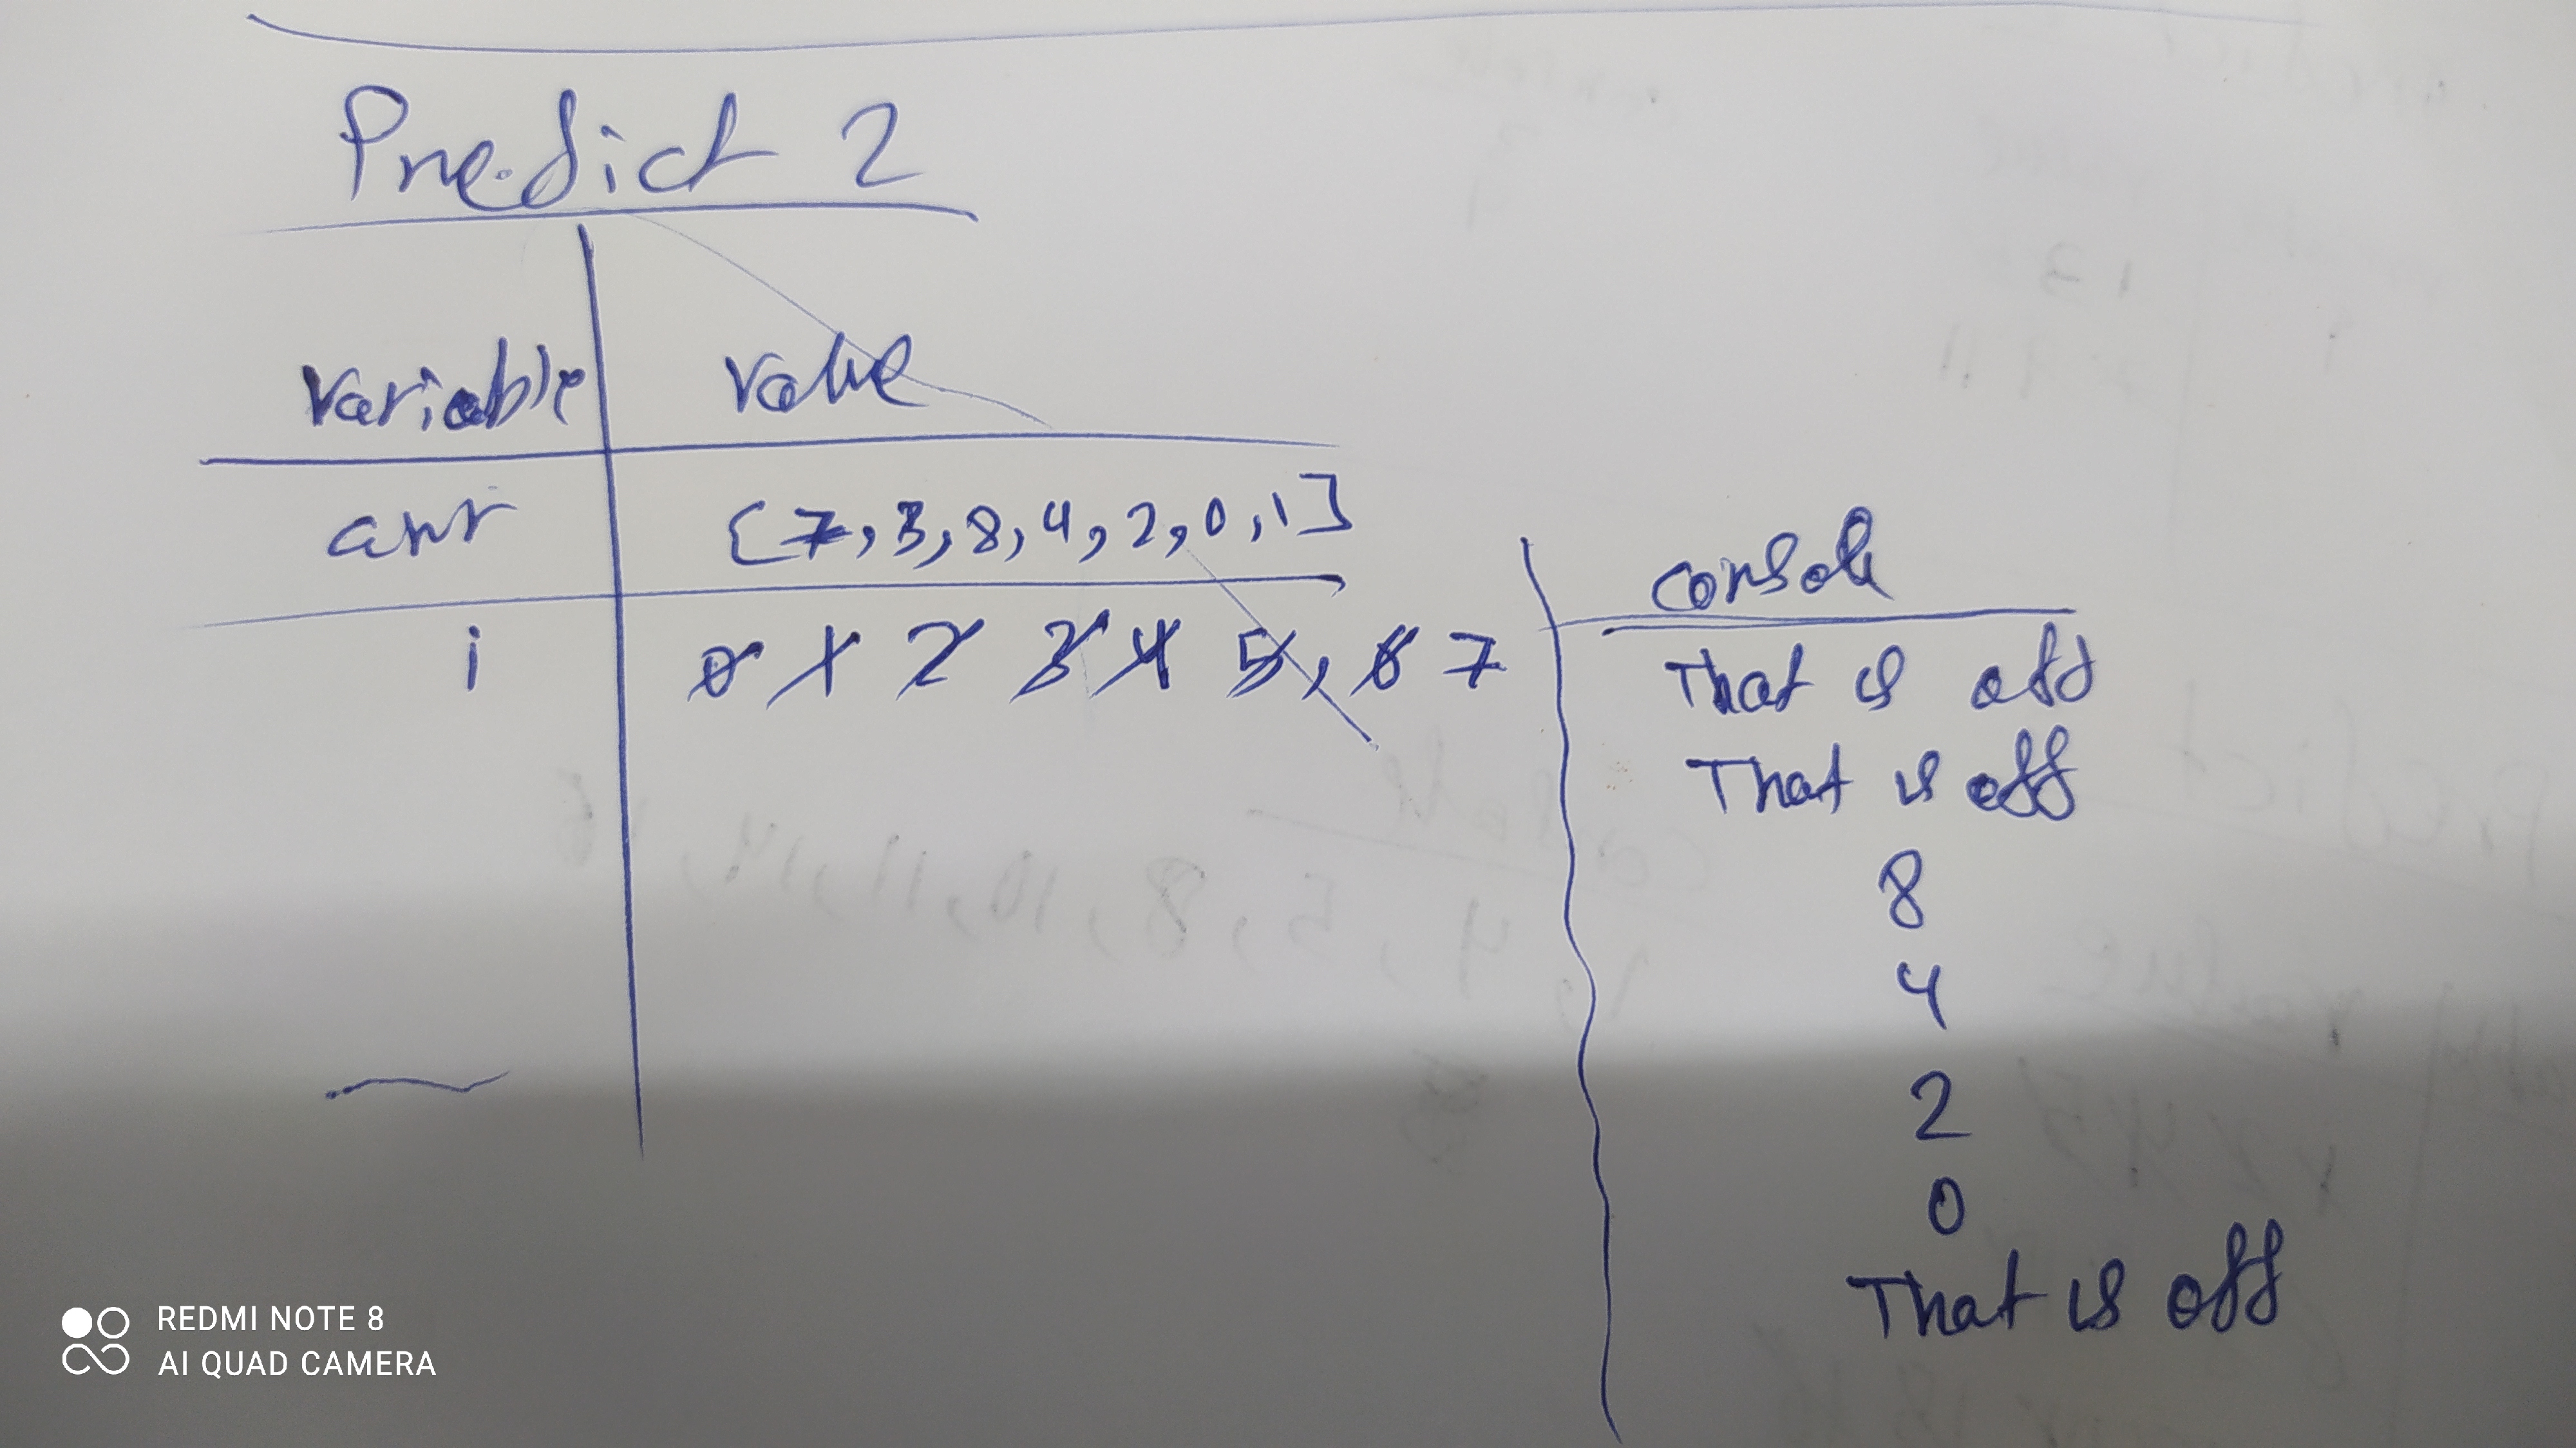 Predict 2
variable value
arr [7, 3, 8, 4, 2, 0, 1]
i 0 1 2 3 4 5, 6 7
console
That is odd
That is odd
8
4
2
0
That is odd
REDMI NOTE 8
AI QUAD CAMERA